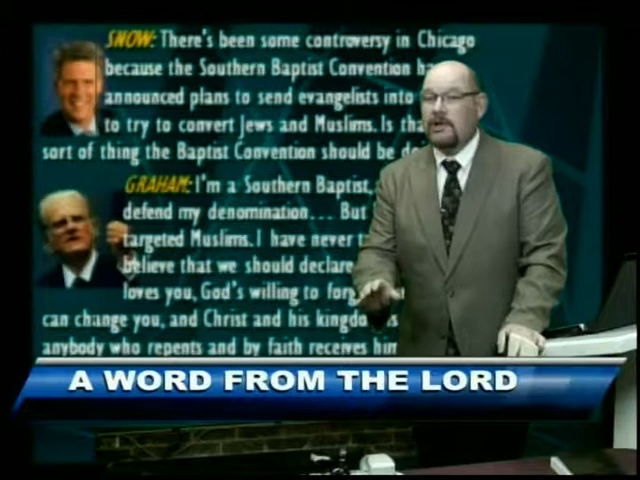 SNOW: There's been some controversy in Chicago
because the Southern Baptist Convention
announced plans to send evangelists into
to try to convert Jews and Muslims. Is
sort of thing the Baptist Convention should be
GRAHAM: I'm a Southern Baptist,
defend my denomination... But
targeted Muslims. I have never
believe that we should declare
loves you, God's willing to
can change you, and Christ and his
anybody who repents and by faith receives him
A WORD FROM THE LORD